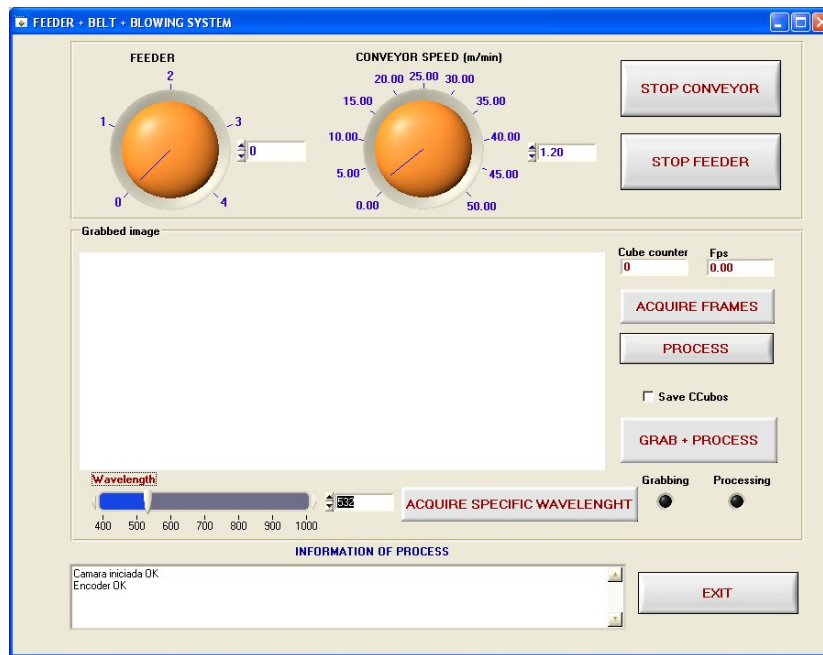 FEEDER + BELT + BLOWING SYSTEM
FEEDER
0
1
2
3
4
0
CONVEYOR SPEED (m/min)
0.00
5.00
10.00
15.00
20.00
25.00
30.00
35.00
40.00
45.00
50.00
1.20
STOP CONVEYOR
STOP FEEDER
Grabbed image
Cube counter
0
Fps
0.00
ACQUIRE FRAMES
PROCESS
Save CCubos
GRAB + PROCESS
Grabbing
Processing
Wavelength
400 500 600 700 800 900 1000
532
ACQUIRE SPECIFIC WAVELENGHT
INFORMATION OF PROCESS
Camara iniciada OK
Encoder OK
EXIT